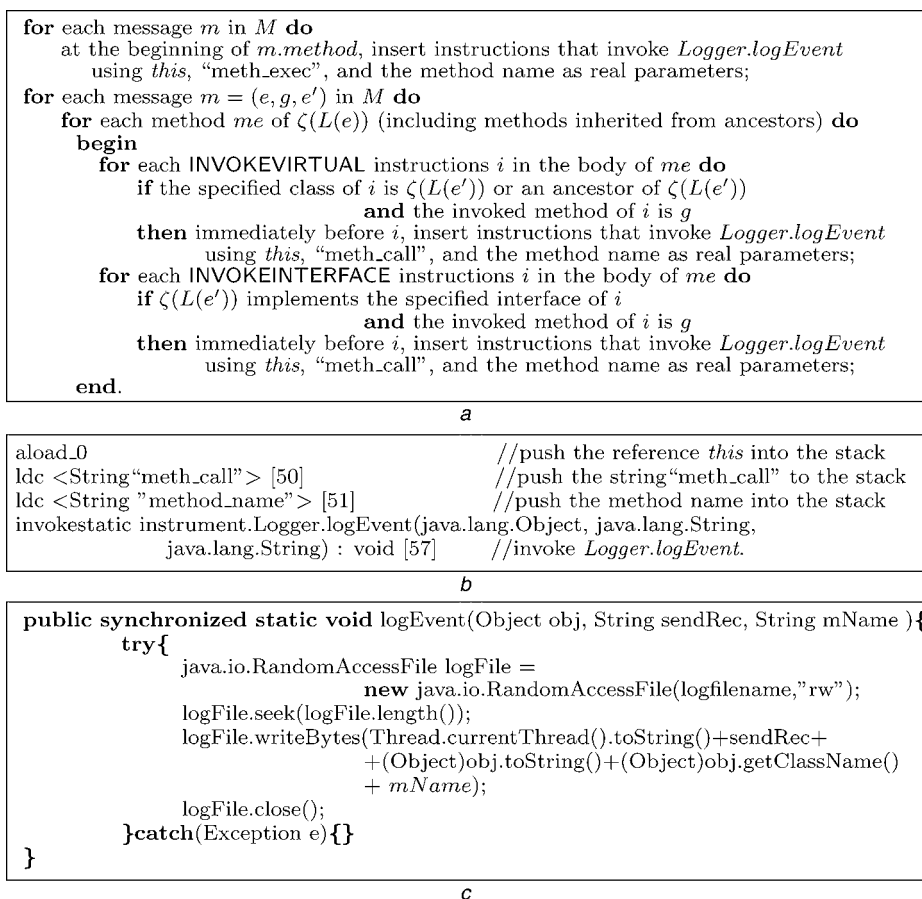 for each message m in M do
at the beginning of m.method, insert instructions that invoke Logger.logEvent
using this, “meth_exec”, and the method name as real parameters;
for each message m = (e, g, e′) in M do
for each method me of ζ(L(e)) (including methods inherited from ancestors) do
begin
for each INVOKEVIRTUAL instructions i in the body of me do
if the specified class of i is ζ(L(e′)) or an ancestor of ζ(L(e′))
and the invoked method of i is g
then immediately before i, insert instructions that invoke Logger.logEvent
using this, “meth_call”, and the method name as real parameters;
for each INVOKEINTERFACE instructions i in the body of me do
if ζ(L(e′)) implements the specified interface of i
and the invoked method of i is g
then immediately before i, insert instructions that invoke Logger.logEvent
using this, “meth_call”, and the method name as real parameters;
end.
a
aload_0 //push the reference this into the stack
ldc <String“meth_call”> [50] //push the string“meth_call” to the stack
ldc <String ”method_name”> [51] //push the method name into the stack
invokestatic instrument.Logger.logEvent(java.lang.Object, java.lang.String,
java.lang.String) : void [57] //invoke Logger.logEvent.
b
public synchronized static void logEvent(Object obj, String sendRec, String mName ){
try{
java.io.RandomAccessFile logFile =
new java.io.RandomAccessFile(logfilename,”rw”);
logFile.seek(logFile.length());
logFile.writeBytes(Thread.currentThread().toString()+sendRec+
+(Object)obj.toString()+(Object)obj.getClassName()
+ mName);
logFile.close();
}catch(Exception e){}
}
c